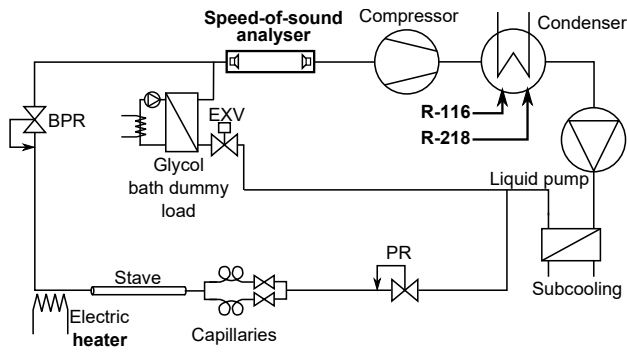 Speed-of-sound
analyser
Compressor
Condenser
R-116
R-218
BPR
EXV
Glycol
bath dummy
load
Liquid pump
Subcooling
PR
Stave
Capillaries
Electric
heater